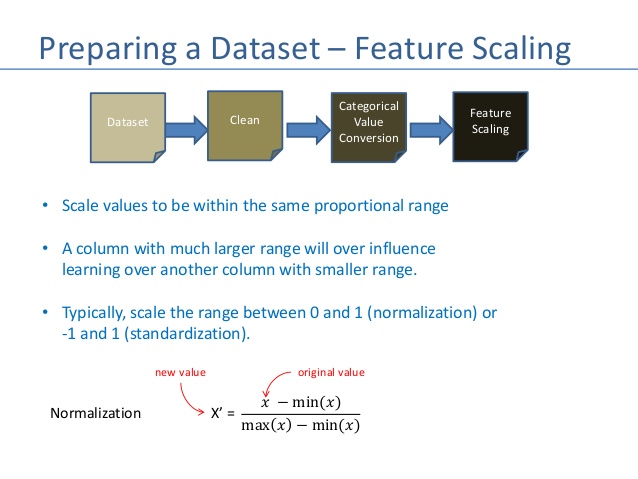 Preparing a Dataset – Feature Scaling
Dataset
Clean
Categorical
Value
Conversion
Feature
Scaling
• Scale values to be within the same proportional range
• A column with much larger range will over influence
learning over another column with smaller range.
• Typically, scale the range between 0 and 1 (normalization) or
-1 and 1 (standardization).
new value
original value
Normalization
X’ =
x − min(x)
max(x) − min(x)